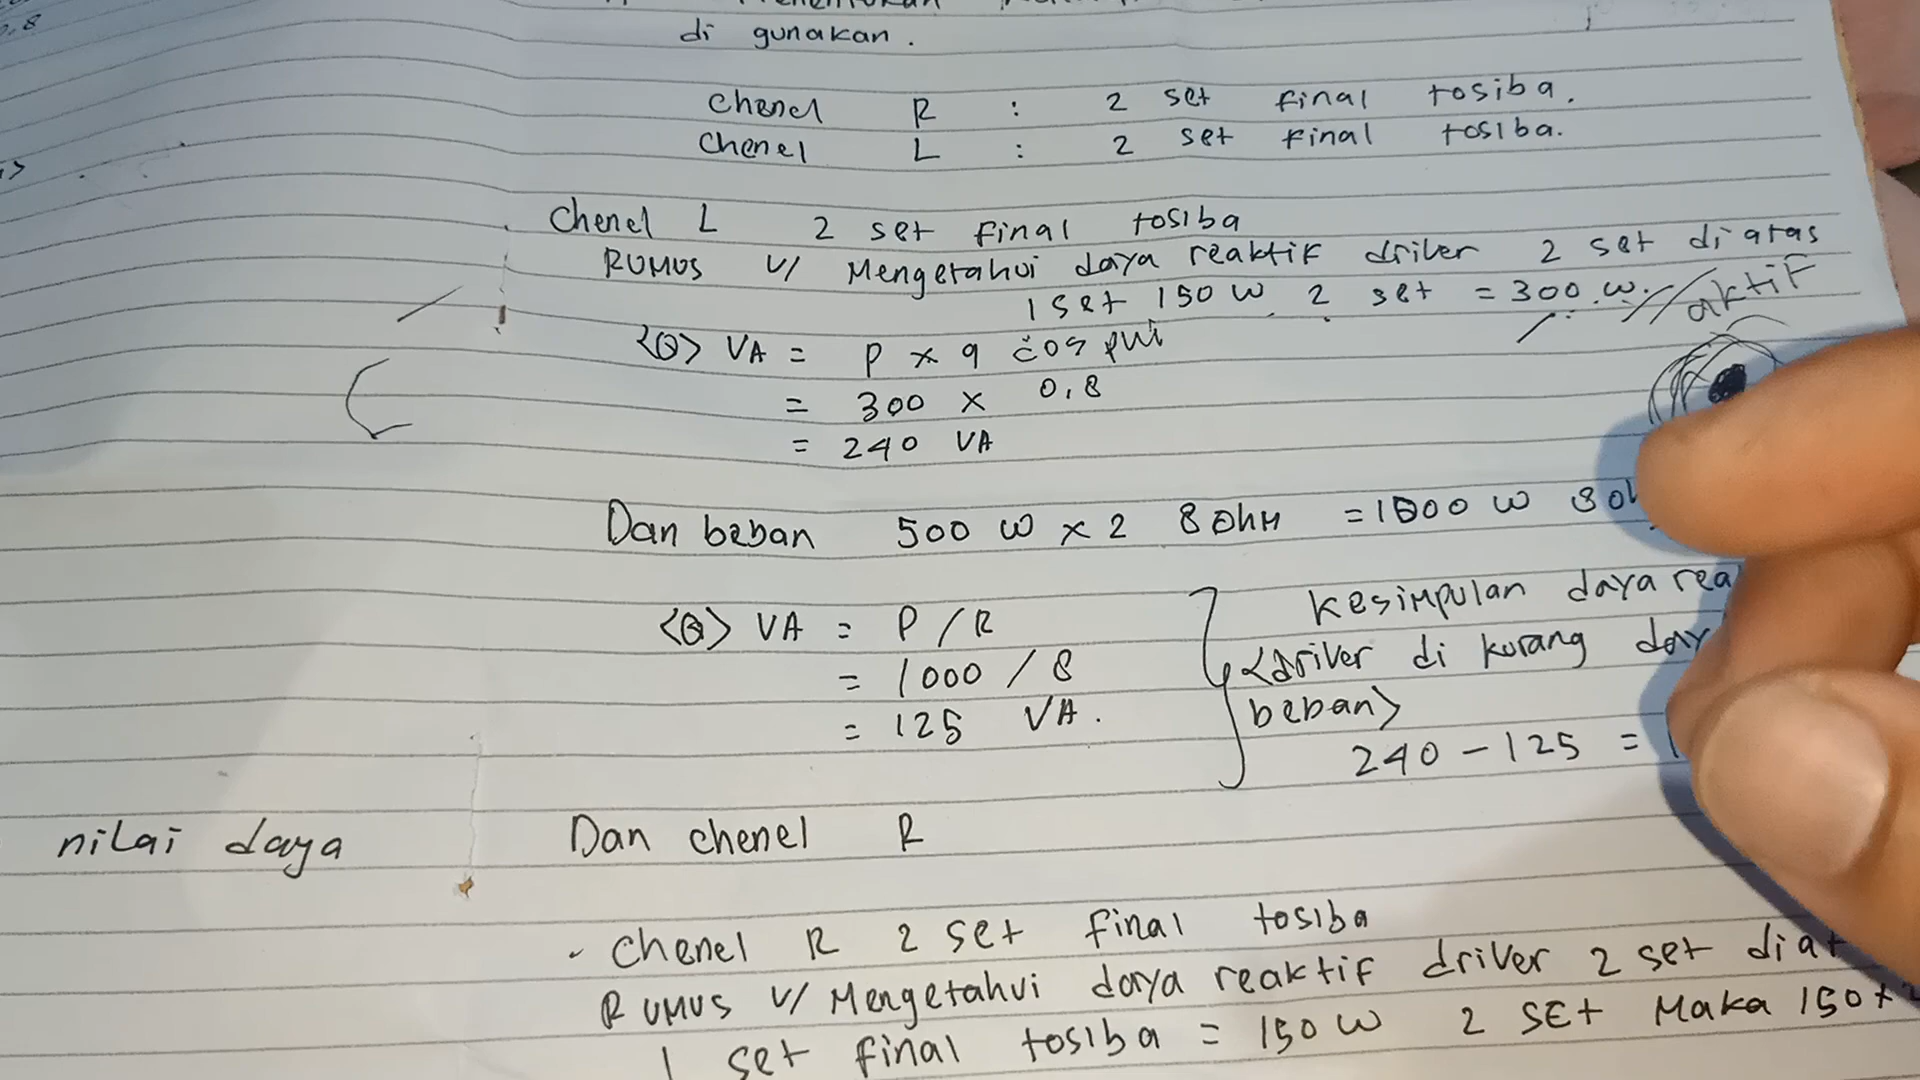 0.8
di gunakan.
Chenel R : 2 set final tosiba.
Chenel L : 2 set final tosiba.
Chenel L 2 set final tosiba
RUMUS U/ Mengetahui daya reaktif driver 2 set di atas
1 set 150 W 2 set = 300 W. // aktif
<Q> VA = P x q cos phi
= 300 x 0,8
= 240 VA
Dan beban 500 W x 2 8 Ohm = 1000 W 8
<Q> VA = P / R
= 1000 / 8
= 125 VA.
Kesimpulan daya
<driver di kurang
beban>
240 - 125 =
nilai daya
Dan chenel R
. Chenel R 2 set final tosiba
RUMUS U/ Mengetahui daya reaktif driver 2 set
1 set final tosiba = 150 W 2 SEt Maka 150